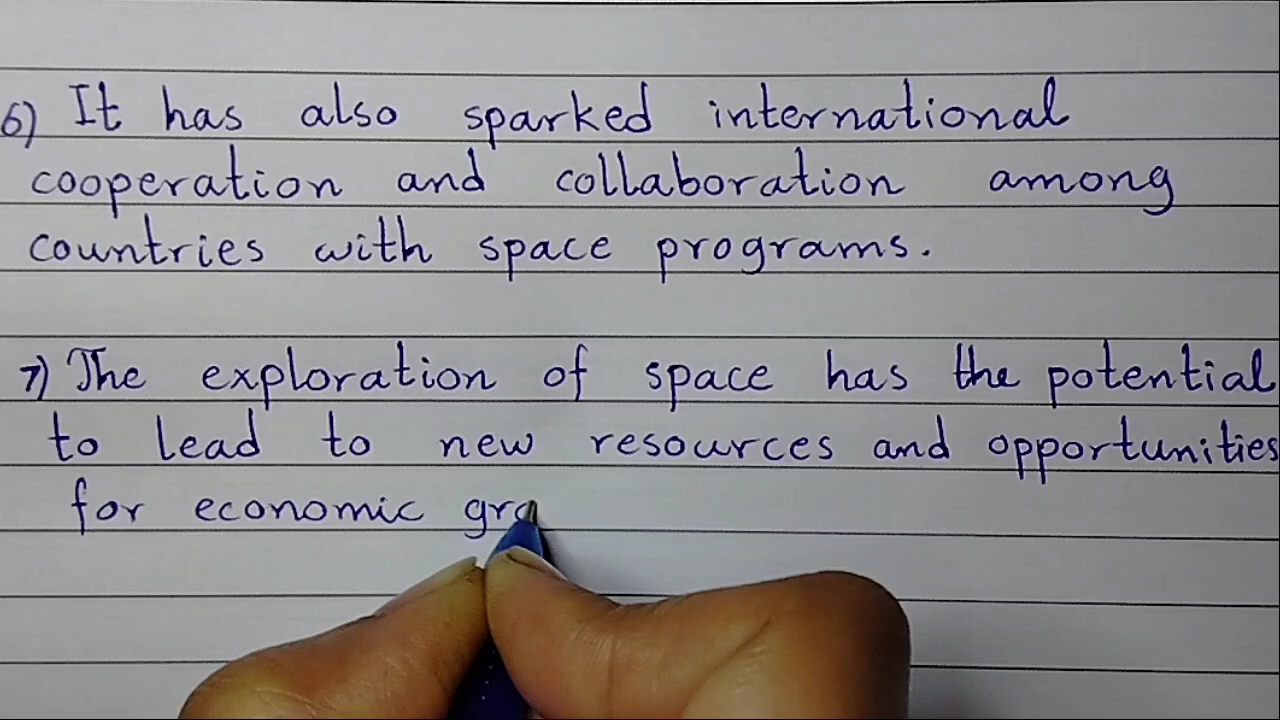 6) It has also sparked international
cooperation and collaboration among
countries with space programs.
7) The exploration of space has the potential
to lead to new resources and opportunities
for economic gro